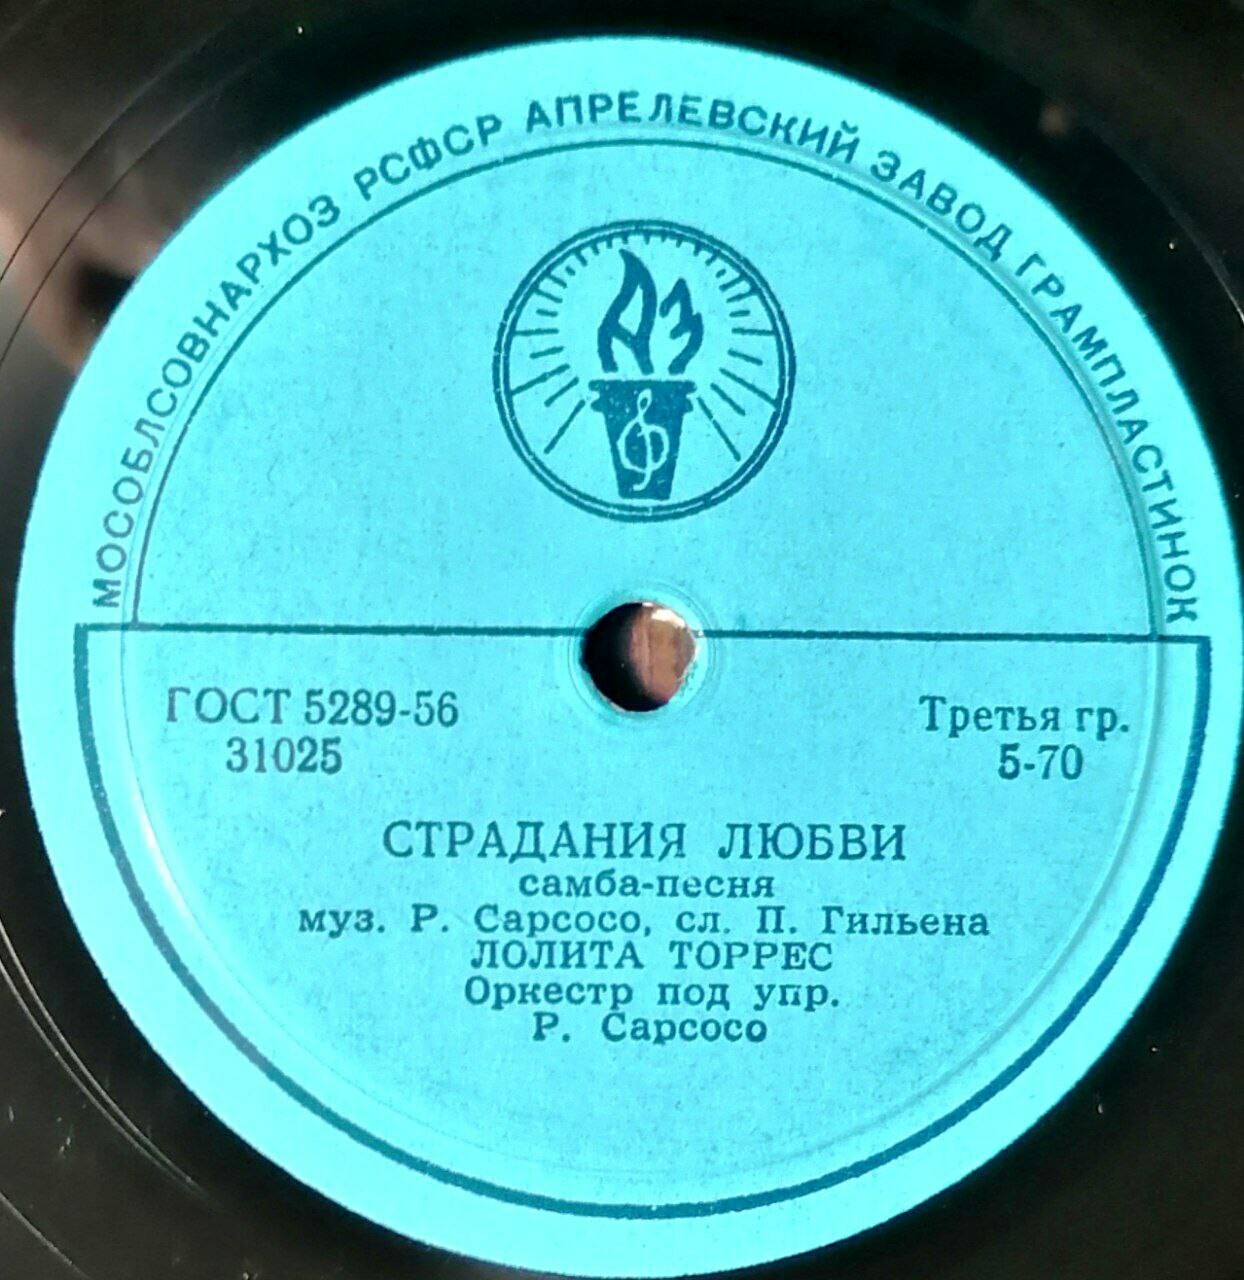 МОСОБЛСОВНАРХОЗ РСФСР АПРЕЛЕВСКИЙ ЗАВОД ГРАМПЛАСТИНОК
АЗ
ГОСТ 5289-56
31025
Третья гр.
5-70
СТРАДАНИЯ ЛЮБВИ
самба-песня
муз. Р. Сарсосо, сл. П. Гильена
ЛОЛИТА ТОРРЕС
Оркестр под упр.
Р. Сарсосо